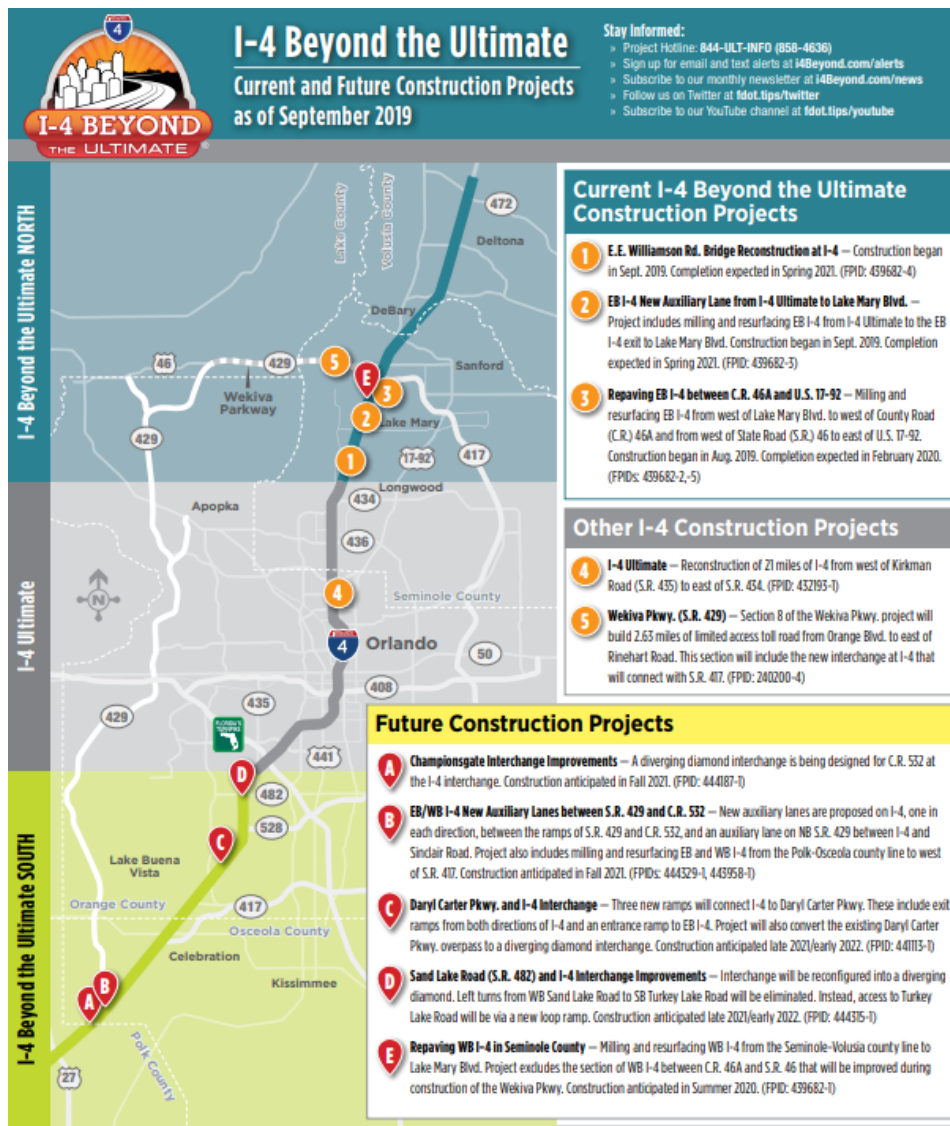 4
I-4 BEYOND
THE ULTIMATE
I-4 Beyond the Ultimate
Current and Future Construction Projects
as of September 2019
Stay Informed:
» Project Hotline: 844-ULT-INFO (858-4636)
» Sign up for email and text alerts at i4Beyond.com/alerts
» Subscribe to our monthly newsletter at i4Beyond.com/news
» Follow us on Twitter at fdot.tips/twitter
» Subscribe to our YouTube channel at fdot.tips/youtube
I-4 Beyond the Ultimate NORTH
Lake County
Volusia County
472
Deltona
DeBary
46
429
5
Sanford
E
Wekiva
Parkway
3
2
Lake Mary
429
1
17-92
417
Longwood
I-4 Ultimate
434
Apopka
436
N
4
Seminole County
4
Orlando
50
408
435
429
FLORIDA'S
TURNPIKE
441
I-4 Beyond the Ultimate SOUTH
D
482
528
C
Lake Buena
Vista
Orange County
417
Osceola County
Celebration
Kissimmee
B
A
Polk County
27
Current I-4 Beyond the Ultimate
Construction Projects
1 E.E. Williamson Rd. Bridge Reconstruction at I-4 — Construction began
in Sept. 2019. Completion expected in Spring 2021. (FPID: 439682-4)
2 EB I-4 New Auxiliary Lane from I-4 Ultimate to Lake Mary Blvd. —
Project includes milling and resurfacing EB I-4 from I-4 Ultimate to the EB
I-4 exit to Lake Mary Blvd. Construction began in Sept. 2019. Completion
expected in Spring 2021. (FPID: 439682-3)
3 Repaving EB I-4 between C.R. 46A and U.S. 17-92 — Milling and
resurfacing EB I-4 from west of Lake Mary Blvd. to west of County Road
(C.R.) 46A and from west of State Road (S.R.) 46 to east of U.S. 17-92.
Construction began in Aug. 2019. Completion expected in February 2020.
(FPIDs: 439682-2,-5)
Other I-4 Construction Projects
4 I-4 Ultimate — Reconstruction of 21 miles of I-4 from west of Kirkman
Road (S.R. 435) to east of S.R. 434. (FPID: 432193-1)
5 Wekiva Pkwy. (S.R. 429) — Section 8 of the Wekiva Pkwy. project will
build 2.63 miles of limited access toll road from Orange Blvd. to east of
Rinehart Road. This section will include the new interchange at I-4 that
will connect with S.R. 417. (FPID: 240200-4)
Future Construction Projects
A Championsgate Interchange Improvements — A diverging diamond interchange is being designed for C.R. 532 at
the I-4 interchange. Construction anticipated in Fall 2021. (FPID: 444187-1)
B EB/WB I-4 New Auxiliary Lanes between S.R. 429 and C.R. 532 — New auxiliary lanes are proposed on I-4, one in
each direction, between the ramps of S.R. 429 and C.R. 532, and an auxiliary lane on NB S.R. 429 between I-4 and
Sinclair Road. Project also includes milling and resurfacing EB and WB I-4 from the Polk-Osceola county line to west
of S.R. 417. Construction anticipated in Fall 2021. (FPIDs: 444329-1, 443958-1)
C Daryl Carter Pkwy. and I-4 Interchange — Three new ramps will connect I-4 to Daryl Carter Pkwy. These include exit
ramps from both directions of I-4 and an entrance ramp to EB I-4. Project will also convert the existing Daryl Carter
Pkwy. overpass to a diverging diamond interchange. Construction anticipated late 2021/early 2022. (FPID: 441113-1)
D Sand Lake Road (S.R. 482) and I-4 Interchange Improvements — Interchange will be reconfigured into a diverging
diamond. Left turns from WB Sand Lake Road to SB Turkey Lake Road will be eliminated. Instead, access to Turkey
Lake Road will be via a new loop ramp. Construction anticipated late 2021/early 2022. (FPID: 444315-1)
E Repaving WB I-4 in Seminole County — Milling and resurfacing WB I-4 from the Seminole-Volusia county line to
Lake Mary Blvd. Project excludes the section of WB I-4 between C.R. 46A and S.R. 46 that will be improved during
construction of the Wekiva Pkwy. Construction anticipated in Summer 2020. (FPID: 439682-1)